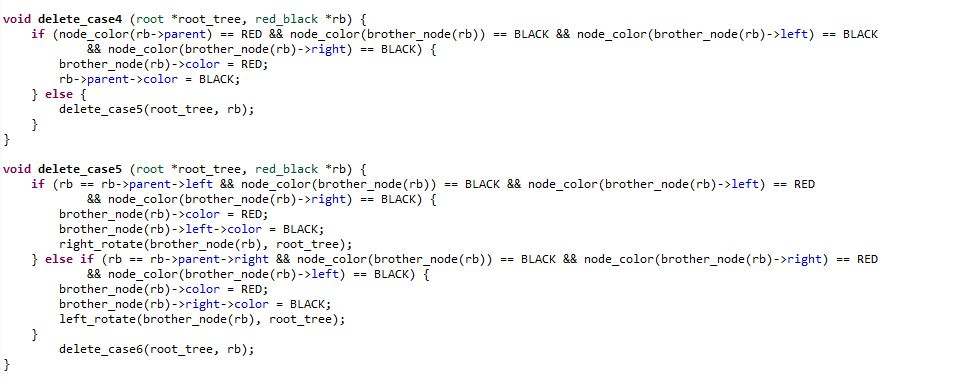 void delete_case4 (root *root_tree, red_black *rb) {
    if (node_color(rb->parent) == RED && node_color(brother_node(rb)) == BLACK && node_color(brother_node(rb)->left) == BLACK
            && node_color(brother_node(rb)->right) == BLACK) {
        brother_node(rb)->color = RED;
        rb->parent->color = BLACK;
    } else {
        delete_case5(root_tree, rb);
    }
}

void delete_case5 (root *root_tree, red_black *rb) {
    if (rb == rb->parent->left && node_color(brother_node(rb)) == BLACK && node_color(brother_node(rb)->left) == RED
            && node_color(brother_node(rb)->right) == BLACK) {
        brother_node(rb)->color = RED;
        brother_node(rb)->left->color = BLACK;
        right_rotate(brother_node(rb), root_tree);
    } else if (rb == rb->parent->right && node_color(brother_node(rb)) == BLACK && node_color(brother_node(rb)->right) == RED
            && node_color(brother_node(rb)->left) == BLACK) {
        brother_node(rb)->color = RED;
        brother_node(rb)->right->color = BLACK;
        left_rotate(brother_node(rb), root_tree);
    }
        delete_case6(root_tree, rb);
}